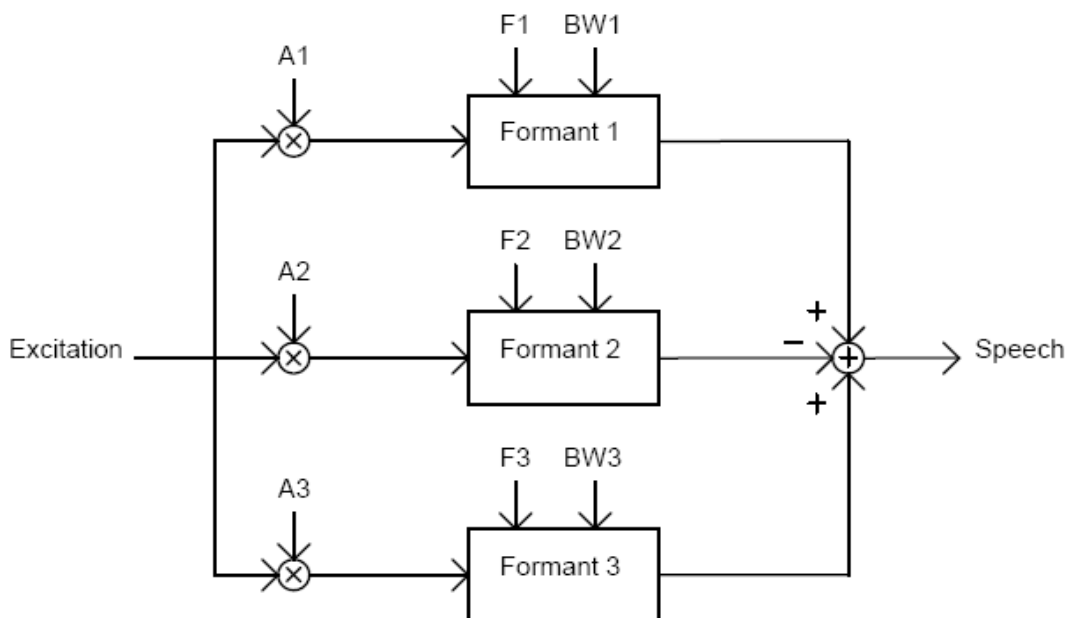 F1 BW1
A1
Formant 1
F2 BW2
A2
+
Excitation
Formant 2
−
+
Speech
+
F3 BW3
A3
Formant 3